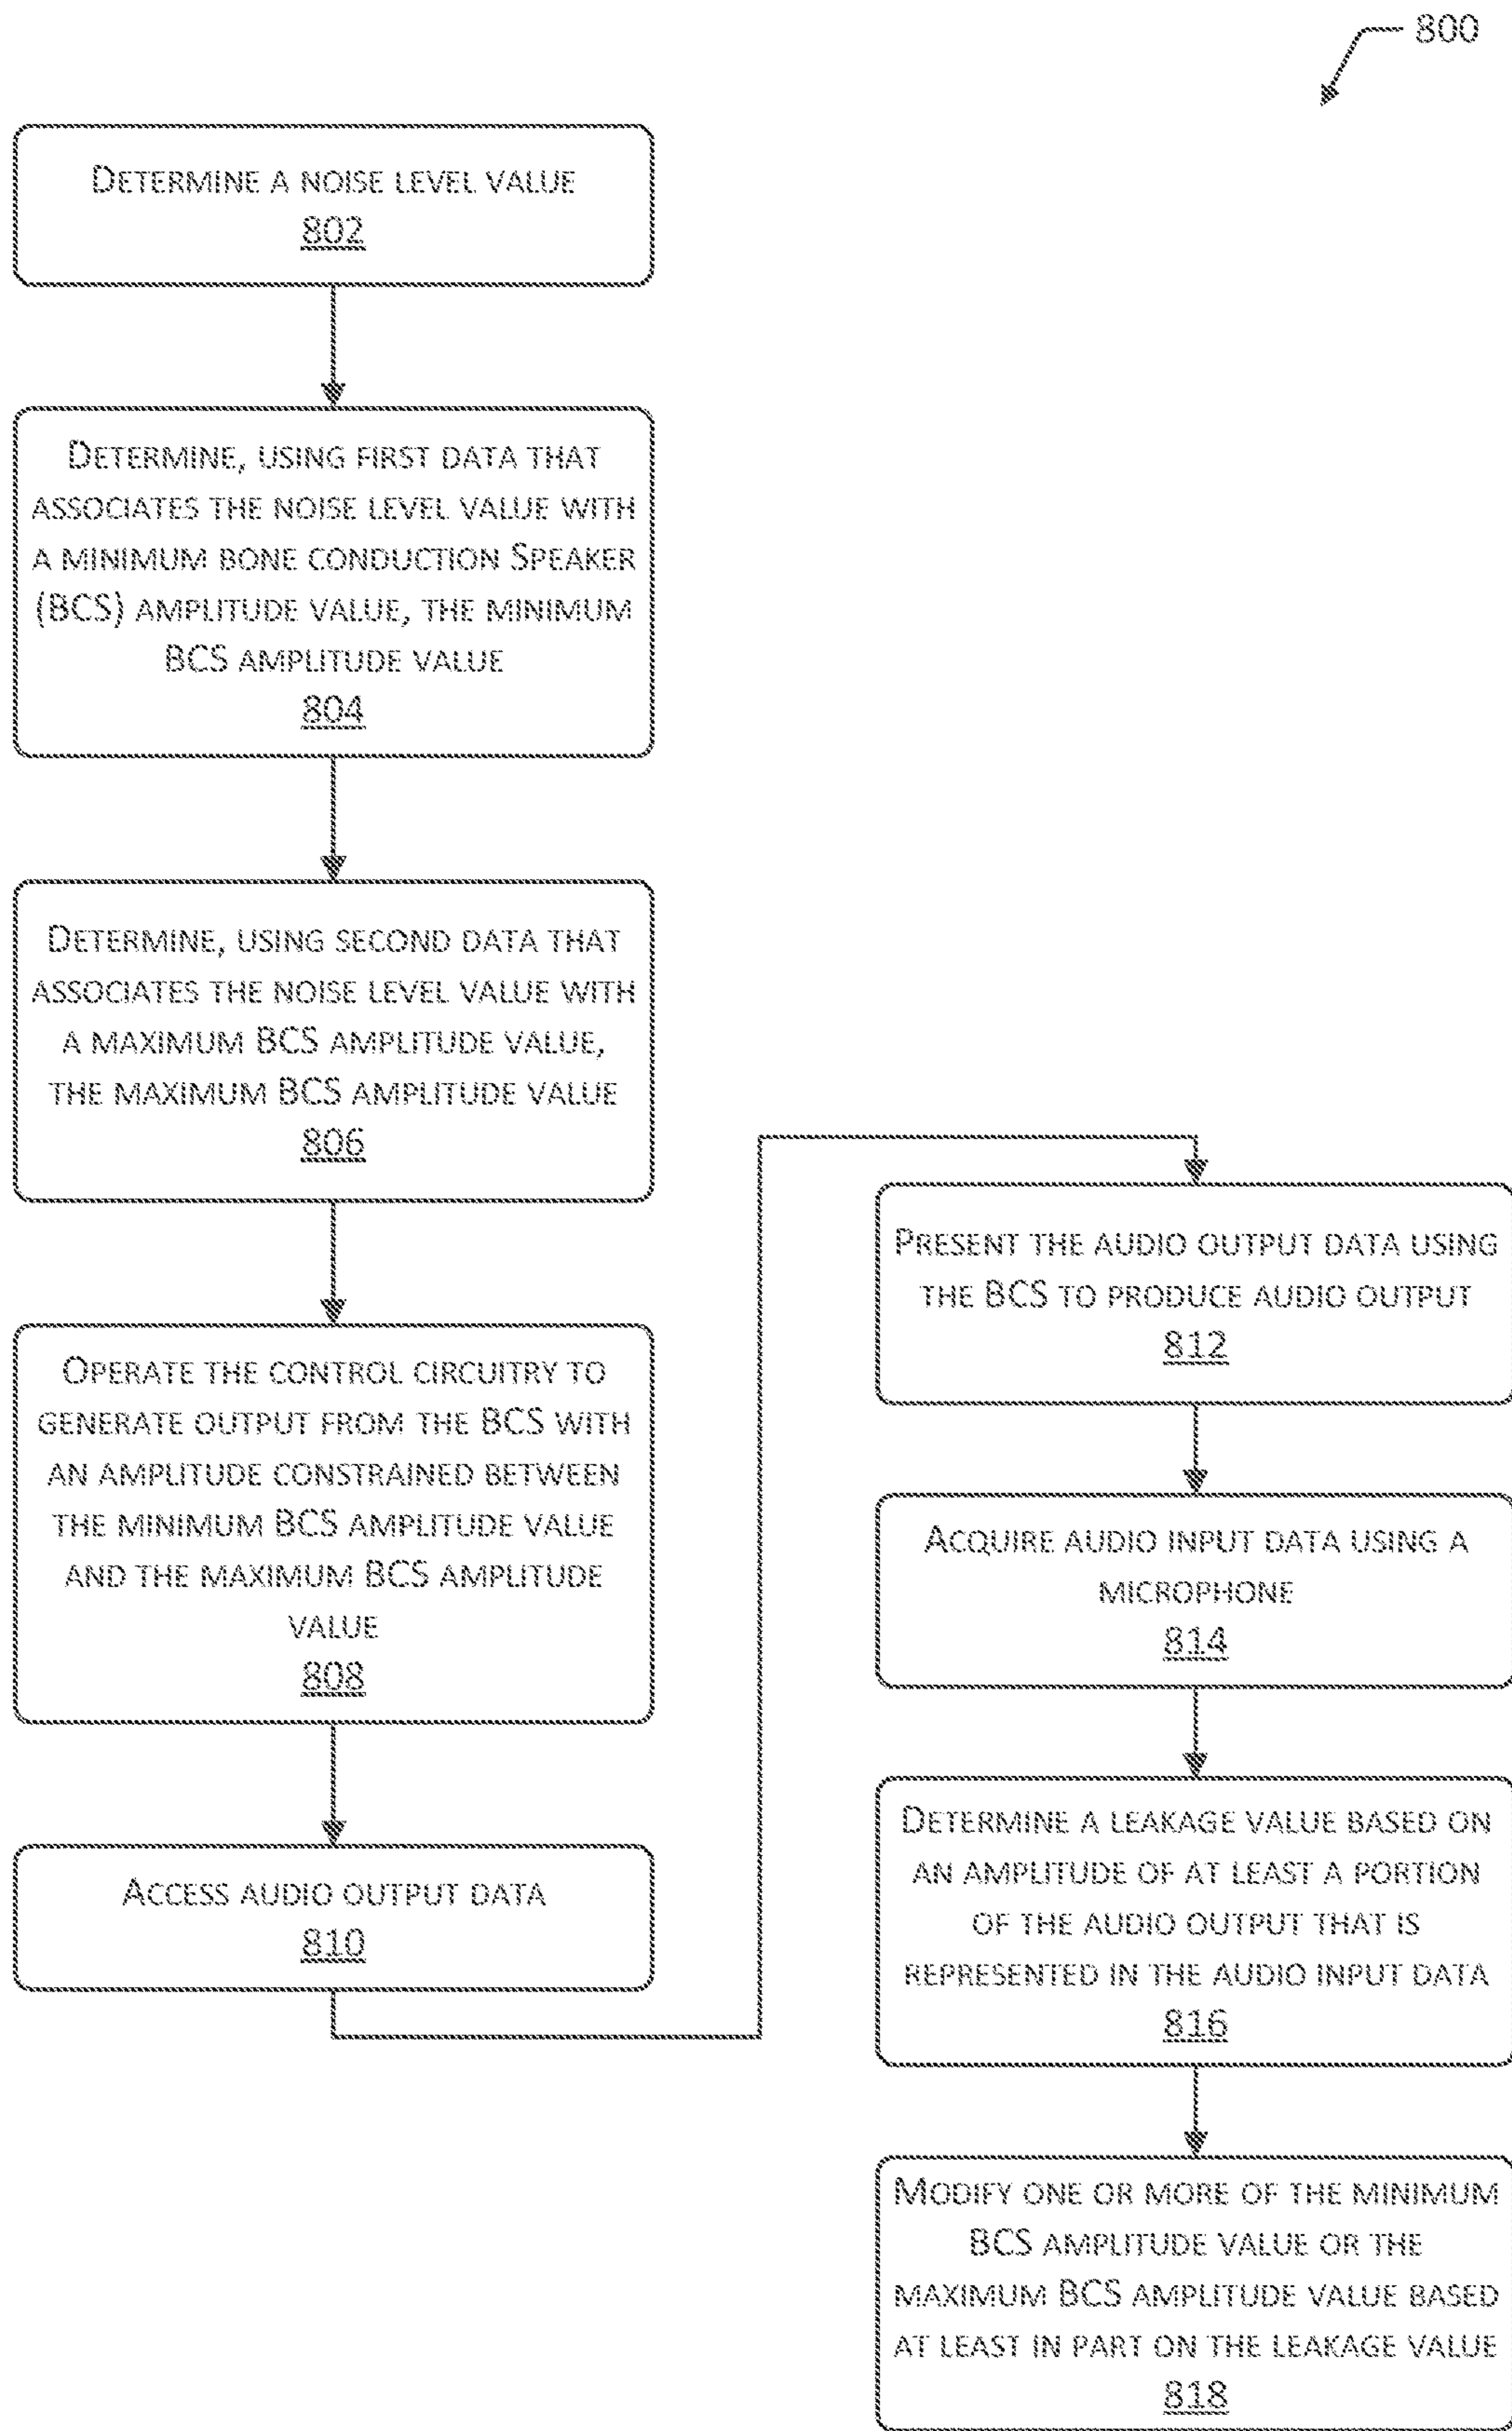 800
Determine a noise level value
802
Determine, using first data that
associates the noise level value with
a minimum bone conduction Speaker
(BCS) amplitude value, the minimum
BCS amplitude value
804
Determine, using second data that
associates the noise level value with
a maximum BCS amplitude value,
the maximum BCS amplitude value
806
Operate the control circuitry to
generate output from the BCS with
an amplitude constrained between
the minimum BCS amplitude value
and the maximum BCS amplitude
value
808
Access audio output data
810
Present the audio output data using
the BCS to produce audio output
812
Acquire audio input data using a
microphone
814
Determine a leakage value based on
an amplitude of at least a portion
of the audio output that is
represented in the audio input data
816
Modify one or more of the minimum
BCS amplitude value or the
maximum BCS amplitude value based
at least in part on the leakage value
818